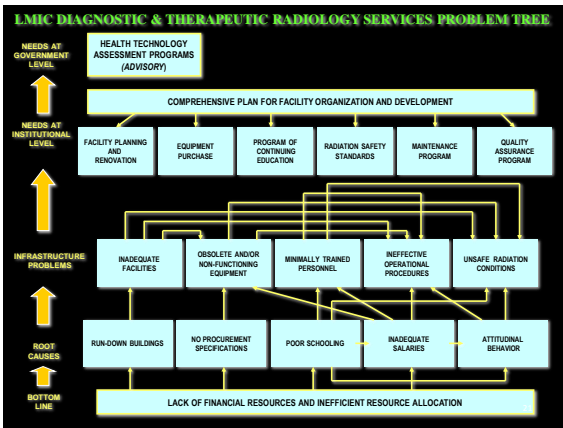 LMIC DIAGNOSTIC & THERAPEUTIC RADIOLOGY SERVICES PROBLEM TREE
NEEDS AT
GOVERNMENT
LEVEL
HEALTH TECHNOLOGY
ASSESSMENT PROGRAMS
(ADVISORY)
COMPREHENSIVE PLAN FOR FACILITY ORGANIZATION AND DEVELOPMENT
NEEDS AT
INSTITUTIONAL
LEVEL
FACILITY PLANNING
AND
RENOVATION
EQUIPMENT
PURCHASE
PROGRAM OF
CONTINUING
EDUCATION
RADIATION SAFETY
STANDARDS
MAINTENANCE
PROGRAM
QUALITY
ASSURANCE
PROGRAM
INFRASTRUCTURE
PROBLEMS
INADEQUATE
FACILITIES
OBSOLETE AND/OR
NON-FUNCTIONING
EQUIPMENT
MINIMALLY TRAINED
PERSONNEL
INEFFECTIVE
OPERATIONAL
PROCEDURES
UNSAFE RADIATION
CONDITIONS
ROOT
CAUSES
RUN-DOWN BUILDINGS
NO PROCUREMENT
SPECIFICATIONS
POOR SCHOOLING
INADEQUATE
SALARIES
ATTITUDINAL
BEHAVIOR
BOTTOM
LINE
LACK OF FINANCIAL RESOURCES AND INEFFICIENT RESOURCE ALLOCATION